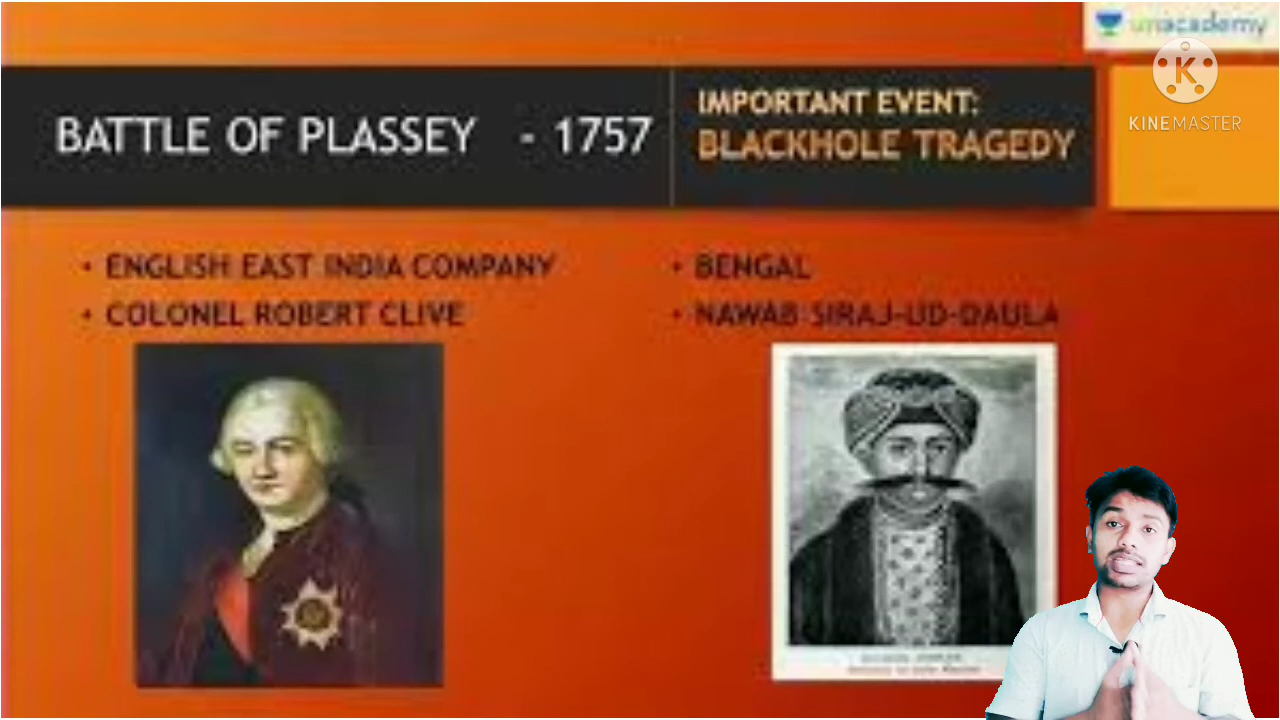 unacademy
KINEMASTER
BATTLE OF PLASSEY - 1757
IMPORTANT EVENT:
BLACKHOLE TRAGEDY
• ENGLISH EAST INDIA COMPANY
• COLONEL ROBERT CLIVE
• BENGAL
• NAWAB SIRAJ-UD-DAULA